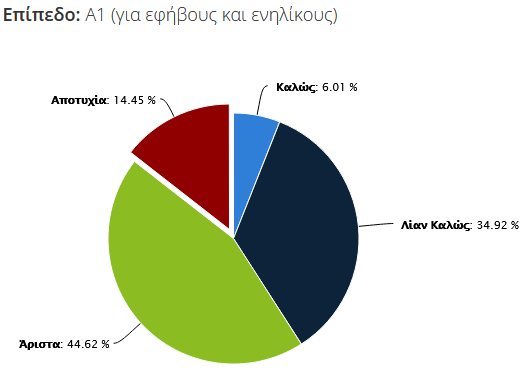 Επίπεδο: Α1 (για εφήβους και ενηλίκους)
Καλώς: 6.01 %
Αποτυχία: 14.45 %
Λίαν Καλώς: 34.92 %
Άριστα: 44.62 %